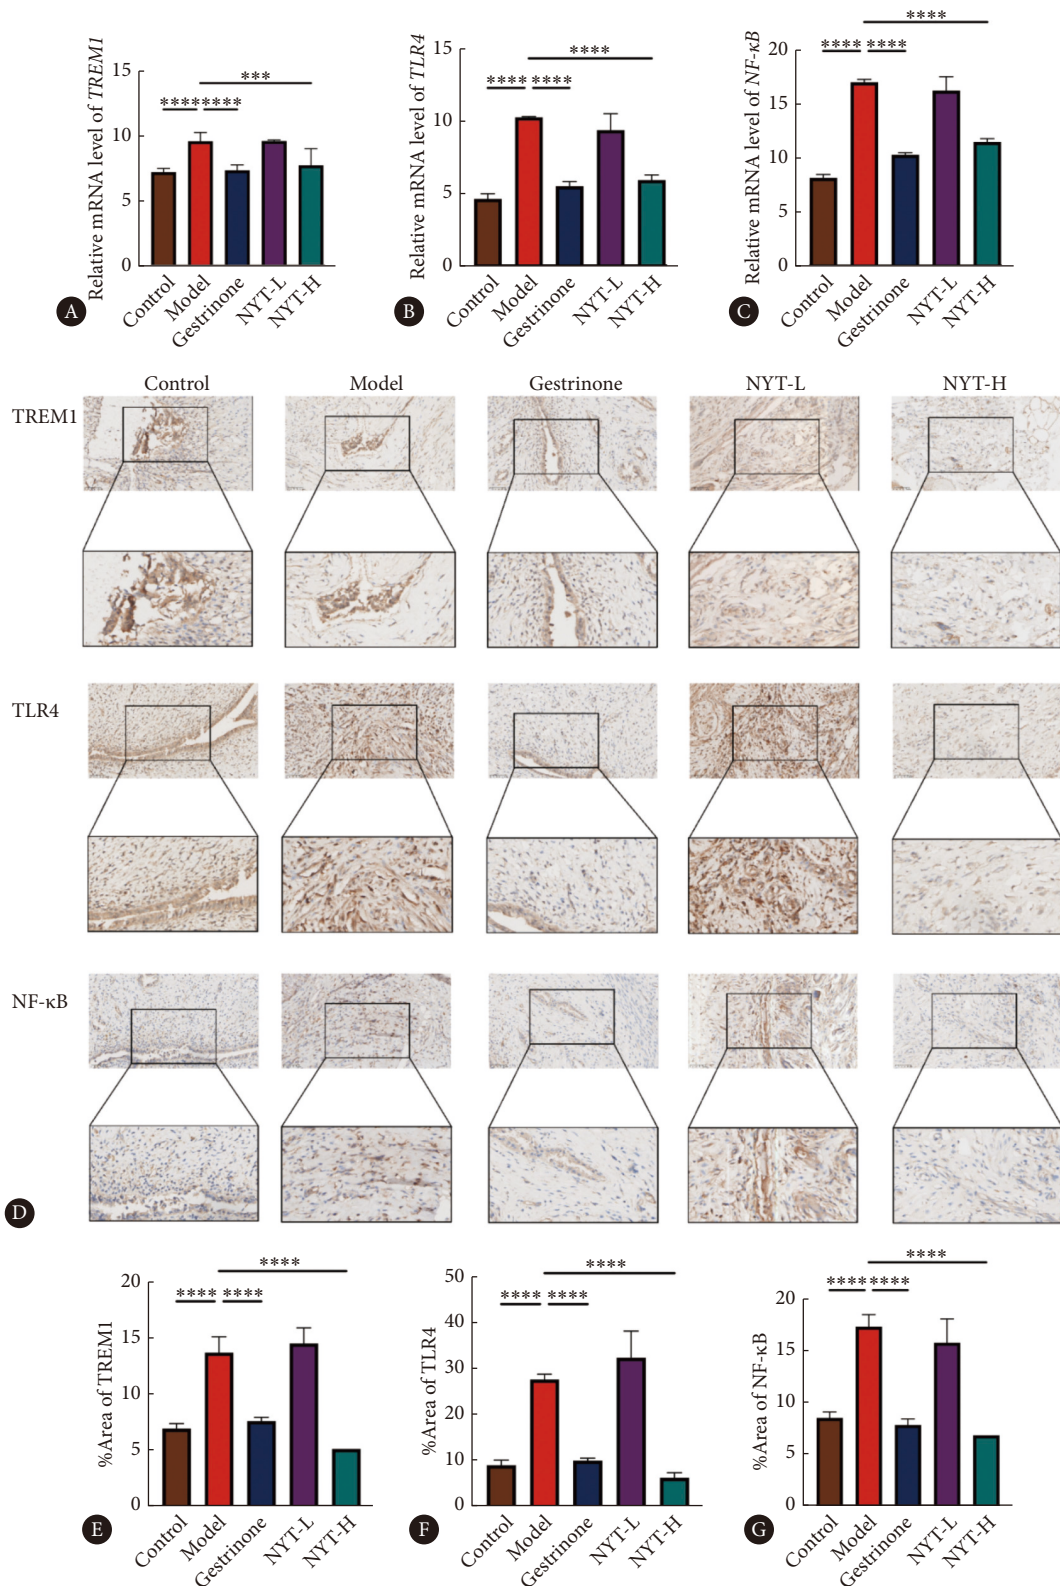 Relative mRNA level of TREM1
15
10
5
0
****
****
***
Control
Model
Gestrinone
NYT-L
NYT-H
A
Relative mRNA level of TLR4
15
10
5
0
****
****
****
Control
Model
Gestrinone
NYT-L
NYT-H
B
Relative mRNA level of NF-κB
20
15
10
5
0
****
****
****
Control
Model
Gestrinone
NYT-L
NYT-H
C
Control
Model
Gestrinone
NYT-L
NYT-H
TREM1
TLR4
NF-κB
D
%Area of TREM1
20
15
10
5
0
****
****
****
Control
Model
Gestrinone
NYT-L
NYT-H
E
%Area of TLR4
50
40
30
20
10
0
****
****
****
Control
Model
Gestrinone
NYT-L
NYT-H
F
%Area of NF-κB
20
15
10
5
0
****
****
****
Control
Model
Gestrinone
NYT-L
NYT-H
G